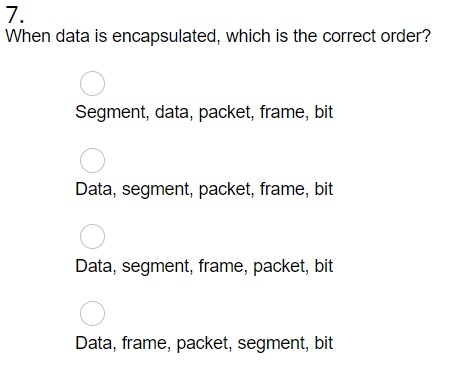 7.
When data is encapsulated, which is the correct order?
Segment, data, packet, frame, bit
Data, segment, packet, frame, bit
Data, segment, frame, packet, bit
Data, frame, packet, segment, bit